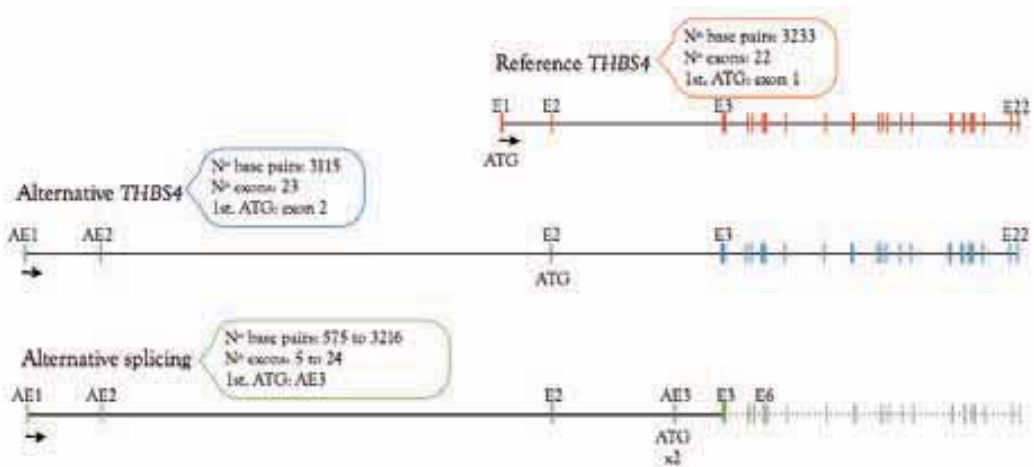 Reference THBS4
Nº base pairs: 3233
Nº exons: 22
1st. ATG: exon 1
E1 E2 E3 E22
ATG
Alternative THBS4
Nº base pairs: 3115
Nº exons: 23
1st. ATG: exon 2
AE1 AE2 E2 E3 E22
ATG
Alternative splicing
Nº base pairs: 575 to 3216
Nº exons: 5 to 24
1st. ATG: AE3
AE1 AE2 E2 AE3 E3 E6
ATG
x2